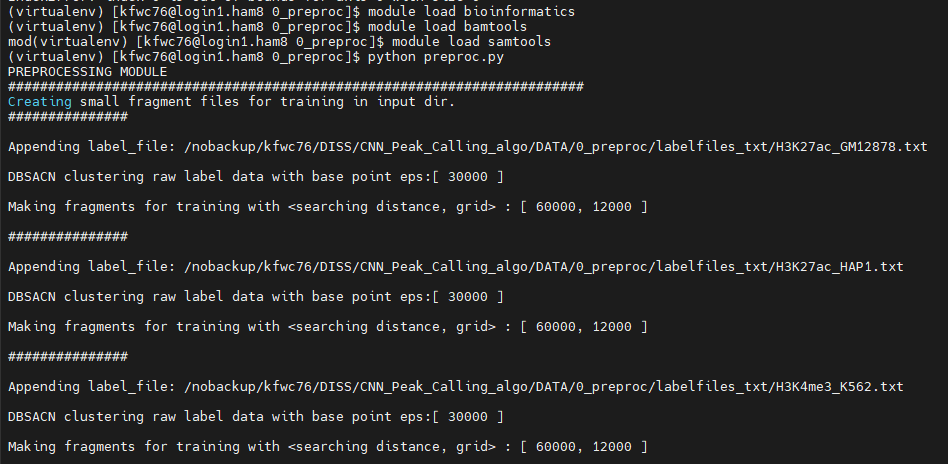 (virtualenv) [kfwc76@login1.ham8 0_preproc]$ module load bioinformatics
(virtualenv) [kfwc76@login1.ham8 0_preproc]$ module load bamtools
mod(virtualenv) [kfwc76@login1.ham8 0_preproc]$ module load samtools
(virtualenv) [kfwc76@login1.ham8 0_preproc]$ python preproc.py
PREPROCESSING MODULE
########################################################################
Creating small fragment files for training in input dir.
###############
Appending label_file: /nobackup/kfwc76/DISS/CNN_Peak_Calling_algo/DATA/0_preproc/labelfiles_txt/H3K27ac_GM12878.txt
DBSACN clustering raw label data with base point eps:[ 30000 ]
Making fragments for training with <searching distance, grid> : [ 60000, 12000 ]
###############
Appending label_file: /nobackup/kfwc76/DISS/CNN_Peak_Calling_algo/DATA/0_preproc/labelfiles_txt/H3K27ac_HAP1.txt
DBSACN clustering raw label data with base point eps:[ 30000 ]
Making fragments for training with <searching distance, grid> : [ 60000, 12000 ]
###############
Appending label_file: /nobackup/kfwc76/DISS/CNN_Peak_Calling_algo/DATA/0_preproc/labelfiles_txt/H3K4me3_K562.txt
DBSACN clustering raw label data with base point eps:[ 30000 ]
Making fragments for training with <searching distance, grid> : [ 60000, 12000 ]